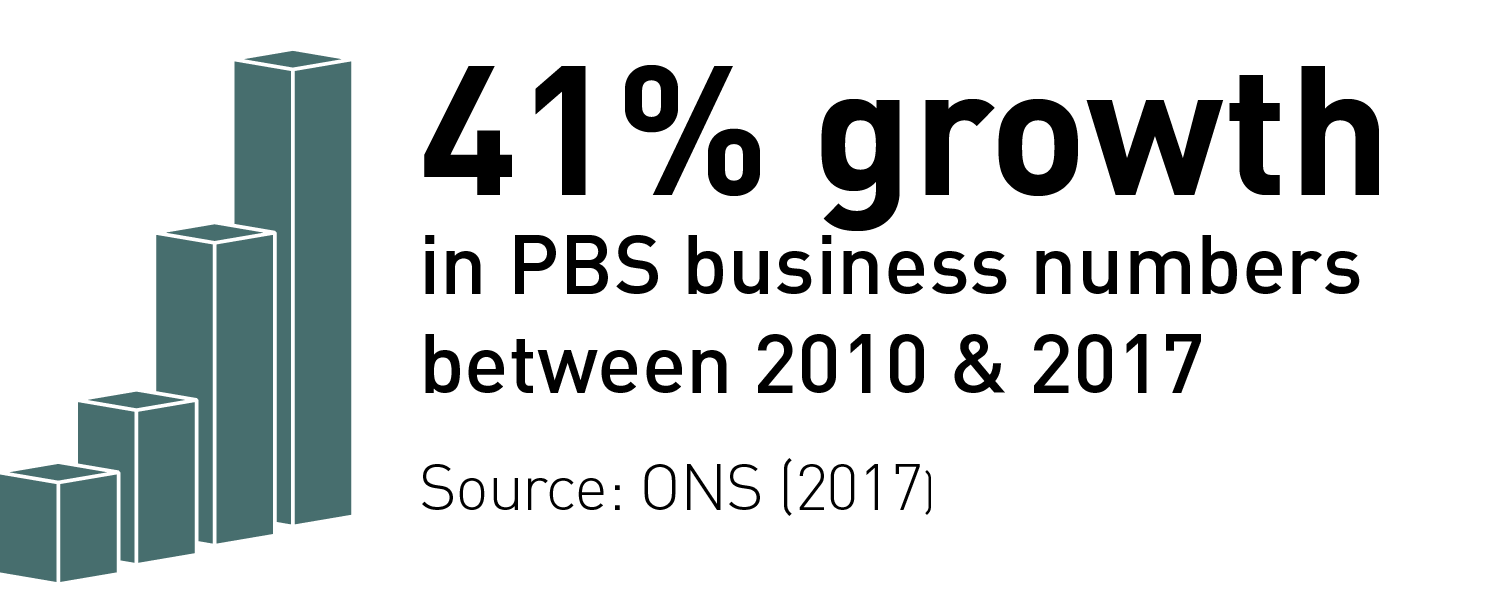 41% growth
in PBS business numbers
between 2010 & 2017
Source: ONS (2017)